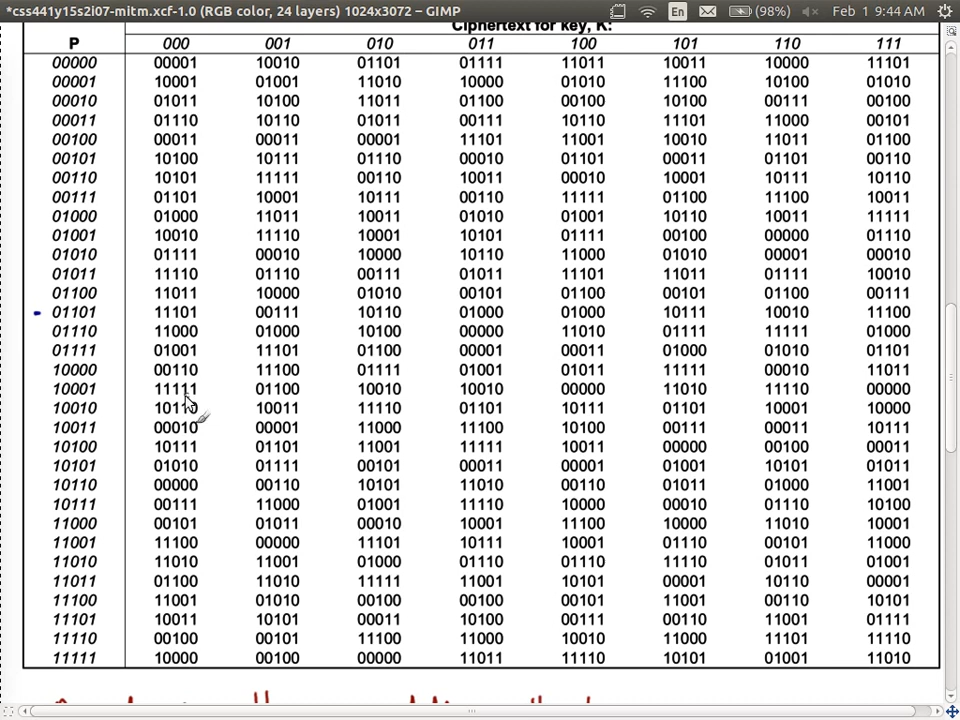 *css441y15s2i07-mitm.xcf-1.0 (RGB color, 24 layers) 1024x3072 – GIMP En (98%) Feb 1 9:44 AM
Ciphertext for key, K:
P 000 001 010 011 100 101 110 111
00000 00001 10010 01101 01111 11011 10011 10000 11101
00001 10001 01001 11010 10000 01010 11100 10100 01010
00010 01011 10100 11011 01100 00100 10100 00111 00100
00011 01110 10110 01011 00111 10110 11101 11000 00101
00100 00011 00011 00001 11101 11001 10010 11011 01100
00101 10100 10111 01110 00010 01101 00011 01101 00110
00110 10101 11111 00110 10011 00010 10001 10111 10110
00111 01101 10001 10111 00110 11111 01100 11100 10011
01000 01000 11011 10011 01010 01001 10110 10011 11111
01001 10010 11110 10001 10101 01111 00100 00000 01110
01010 01111 00010 10000 10110 11000 01010 00001 00010
01011 11110 01110 00111 01011 11101 11011 01111 10010
01100 11011 10000 01010 00101 01100 00101 01100 00111
01101 11101 00111 10110 01000 01000 10111 10010 11100
01110 11000 01000 10100 00000 11010 01111 11111 01000
01111 01001 11101 01100 00001 00011 01000 01010 01101
10000 00110 11100 01111 01001 01011 11111 00010 11011
10001 11111 01100 10010 10010 00000 11010 11110 00000
10010 10110 10011 11110 01101 10111 01101 10001 10000
10011 00010 00001 11000 11100 10100 00111 00011 10111
10100 10111 01101 11001 11111 10011 00000 00100 00011
10101 01010 01111 00101 00011 00001 01001 10101 01011
10110 00000 00110 10101 11010 00110 01011 01000 11001
10111 00111 11000 01001 11110 10000 00010 01110 10100
11000 00101 01011 00010 10001 11100 10000 11010 10001
11001 11100 00000 11101 10111 10001 01110 00101 11000
11010 11010 11001 01000 01110 01110 11110 01011 01001
11011 01100 11010 11111 11001 10101 00001 10110 00001
11100 11001 01010 00100 00100 00101 11001 00110 10101
11101 10011 10101 00011 10100 00111 00110 11001 01111
11110 00100 00101 11100 11000 10010 11000 11101 11110
11111 10000 00100 00000 11011 11110 10101 01001 11010